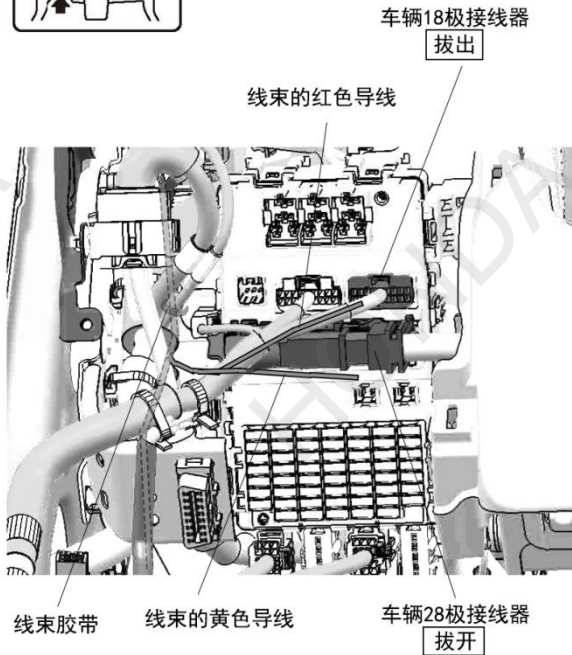 车辆18极接线器
拔出
线束的红色导线
HONDA
线束胶带
线束的黄色导线
车辆28极接线器
拔开